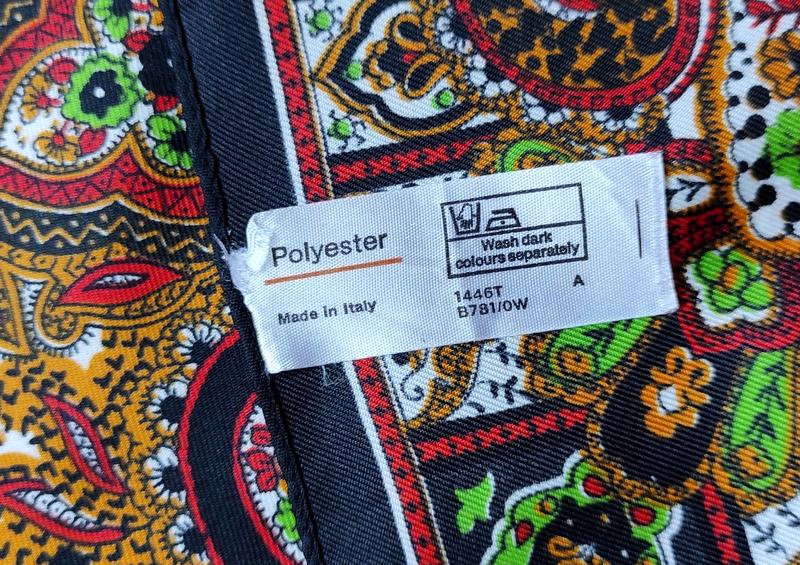 Polyester
Made in Italy
Wash dark
colours separately
1446T
B781/0W
A